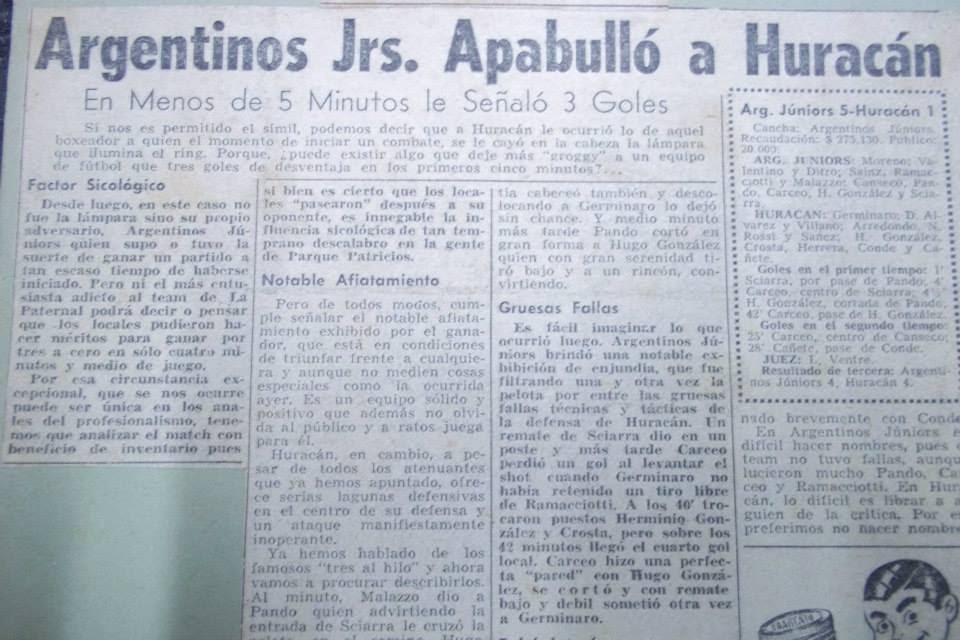 Argentinos Jrs. Apabulló a Huracán
En Menos de 5 Minutos le Señaló 3 Goles
Si nos es permitido el símil, podemos decir que a Huracán le ocurrió lo de aquel
boxeador a quien el momento de iniciar un combate, se le cayó en la cabeza la lámpara
que ilumina el ring. Porque, ¿puede existir algo que deje más "groggy" a un equipo
de fútbol que tres goles de desventaja en los primeros cinco minutos?...
Factor Sicológico
Desde luego, en este caso no
fue la lámpara sino su propio
adversario, Argentinos Jú-
niors quien supo o tuvo la
suerte de ganar un partido a
tan escaso tiempo de haberse
iniciado. Pero ni el más entu-
siasta adicto al team de La
Paternal podrá decir o pensar
que los locales pudieron ha-
cer méritos para ganar por
tres a cero en sólo cuatro mi-
nutos y medio de juego.
Por esa circunstancia ex-
cepcional, que se nos ocurre
puede ser única en los ana-
les del profesionalismo, tene-
mos que analizar el match con
beneficio de inventario pues
si bien es cierto que los loca-
les "pasearon" después a su
oponente, es innegable la in-
fluencia sicológica de tan tem-
prano descalabro en la gente
de Parque Patricios.
Notable Afiatamiento
Pero de todos modos, cum-
ple señalar el notable afiata-
miento exhibido por el gana-
dor, que está en condiciones
de triunfar frente a cualquie-
ra y aunque no medien cosas
especiales como la ocurrida
ayer. Es un equipo sólido y
positivo que además no olvi-
da al público y a ratos juega
para él.
Huracán, en cambio, a pe-
sar de todos los atenuantes
que ya hemos apuntado, ofre-
ce serias lagunas defensivas
en el centro de su defensa y
un ataque manifiestamente
inoperante.
Ya hemos hablado de los
famosos "tres al hilo" y ahora
vamos a procurar describirlos.
Al minuto, Malazzo dio a
Pando quien advirtiendo la
entrada de Sciarra le cruzó la
tia cabeceó también y desco-
locando a Germinaro lo dejó
sin chance. Y medio minuto
más tarde Pando cortó en
gran forma a Hugo González
quien con gran serenidad ti-
ró bajo y a un rincón, con-
virtiendo.
Gruesas Fallas
Es fácil imaginar lo que
ocurrió luego. Argentinos Jú-
niors brindó una notable ex-
hibición de enjundia, que fue
filtrando una y otra vez la
pelota por entre las gruesas
fallas técnicas y tácticas de
la defensa de Huracán. Un
remate de Sciarra dio en un
poste y más tarde Carceo
perdió un gol al levantar el
shot cuando Germinaro no
había retenido un tiro libre
de Ramacciotti. A los 40' tro-
caron puestos Herminio Gon-
zález y Crosta, pero sobre los
42 minutos llegó el cuarto gol
local. Carceo hizo una perfec-
ta "pared" con Hugo Gonzá-
lez, se cortó y con remate
bajo y debil sometió otra vez
a Germinaro.
Arg. Júniors 5-Huracán 1
Cancha: Argentinos Júniors.
Recaudación: $ 275.130. Público:
20.000.
ARG. JUNIORS: Moreno; Va-
lentino y Ditro; Sainz, Ramac-
ciotti y Malazzo; Canseco, Pan-
do, Carceo, H. González y Scia-
rra.
HURACAN: Germinaro; D. Al-
varez y Villano; Arredondo, N.
Rossi y Sainz; H. González,
Crosta, Herrera, Conde y Ca-
ñete.
Goles en el primer tiempo: 1'
Sciarra, por pase de Pando; 4'
Carceo, centro de Sciarra; 4½'
H. González, cortada de Pando;
42' Carceo, pase de H. González.
Goles en el segundo tiempo:
25' Carceo, centro de Canseco;
28' Cañete, pase de Conde.
JUEZ: L. Ventre.
Resultado de tercera: Argenti-
nos Júniors 4; Huracán 4.
nado brevemente con Conde
En Argentinos Júniors e
difícil hacer nombres, pues e
team no tuvo fallas, aunqu
lucieron mucho Pando, Ca
ceo y Ramacciotti. En Hur
cán, lo difícil es librar a a
guien de la crítica. Por e
preferimos no hacer nombre